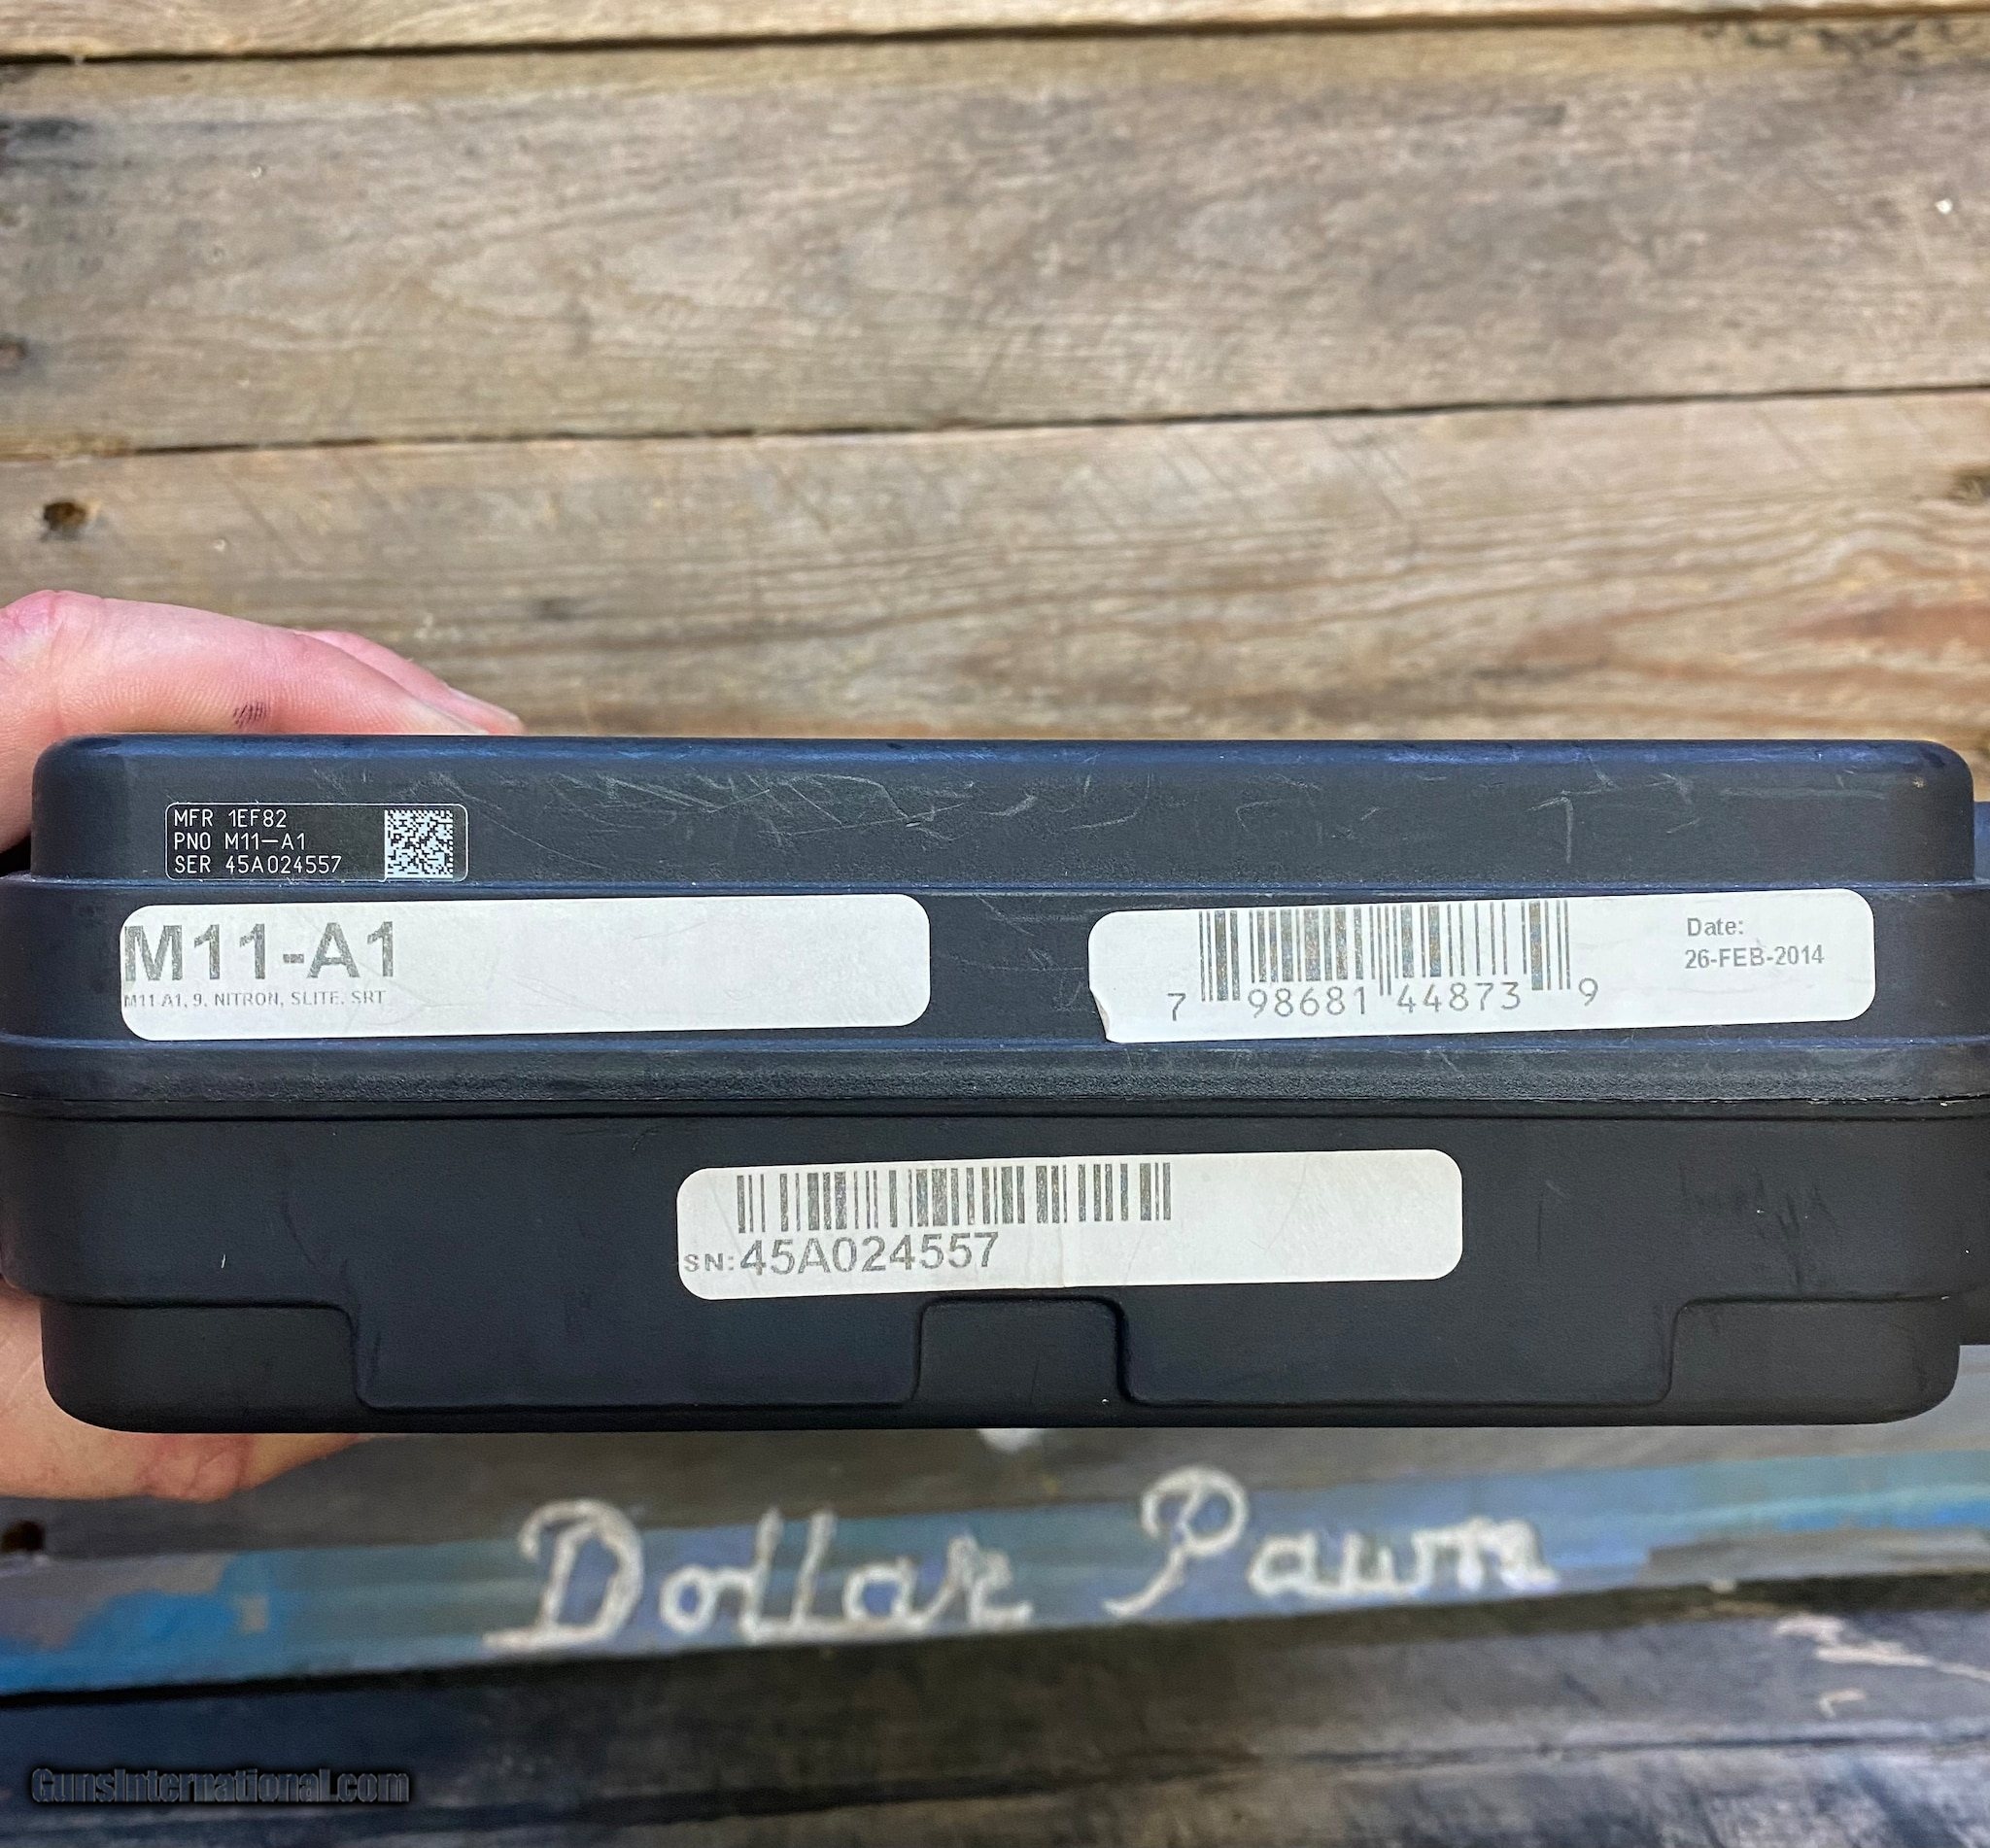 MFR 1EF82
PNO M11-A1
SER 45A024557
M11-A1
M11 A1, 9, NITRON, SLITE, SRT
7 98681 44873 9
Date:
26-FEB-2014
SN:45A024557
Dollar Pawn
GunsInternational.com